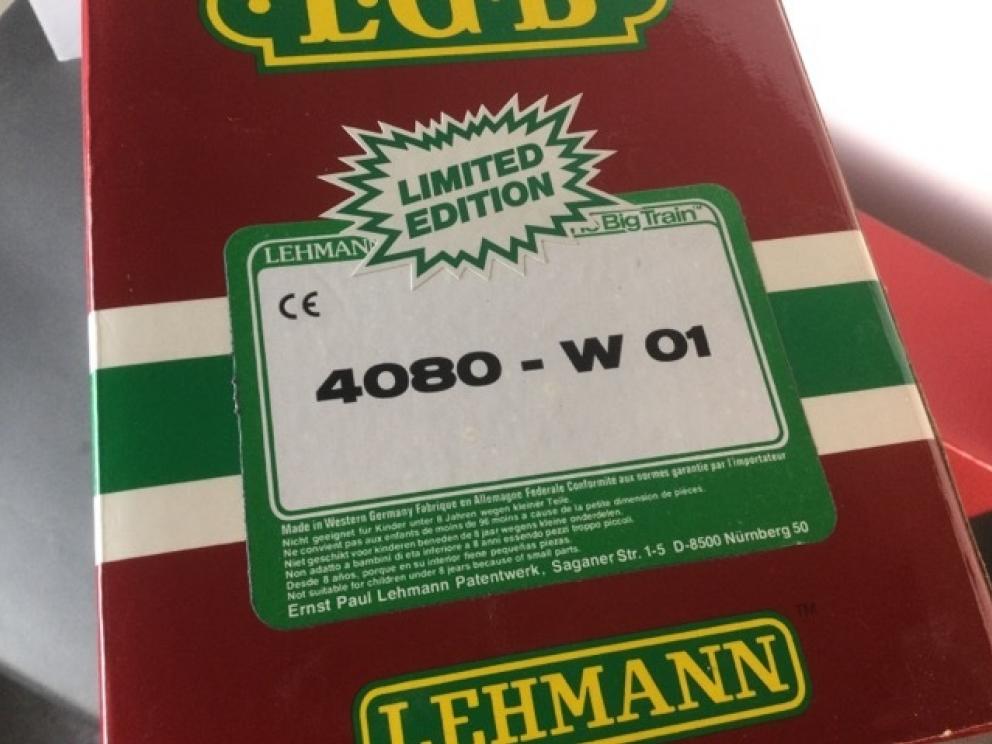 LGB
LIMITED
EDITION
LEHMANN Big Train™
CE
4080 - W 01
Made in Western Germany Fabrique en Allemagne Federale Conformite aux normes garantie par l'importateur
Nicht geeignet für Kinder unter 8 Jahren wegen kleiner Teile.
Ne convient pas aux enfants de moins de 96 moins a cause de la petite dimension de pièces.
Niet geschikt voor kinderen beneden de 8 jaar wegens kleine onderdelen.
Non adatto a bambini di eta inferiore a 8 anni essendo pezzi troppo piccoli.
Desde 8 años, porque en su interior tiene pequeñas piezas.
Not suitable for children under 8 jears because of small parts.
Ernst Paul Lehmann Patentwerk, Saganer Str. 1-5 D-8500 Nürnberg 50
LEHMANN™